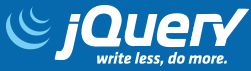 jQuery
write less, do more.